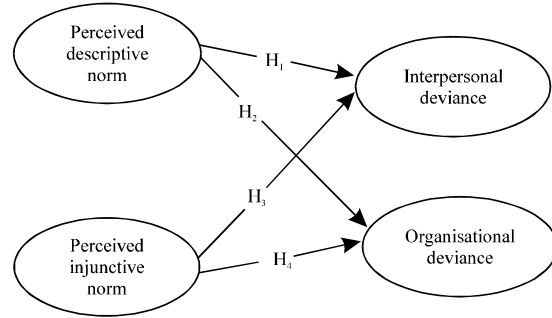 Perceived
descriptive
norm
H1
Interpersonal
deviance
H2
H3
Perceived
injunctive
norm
H4
Organisational
deviance